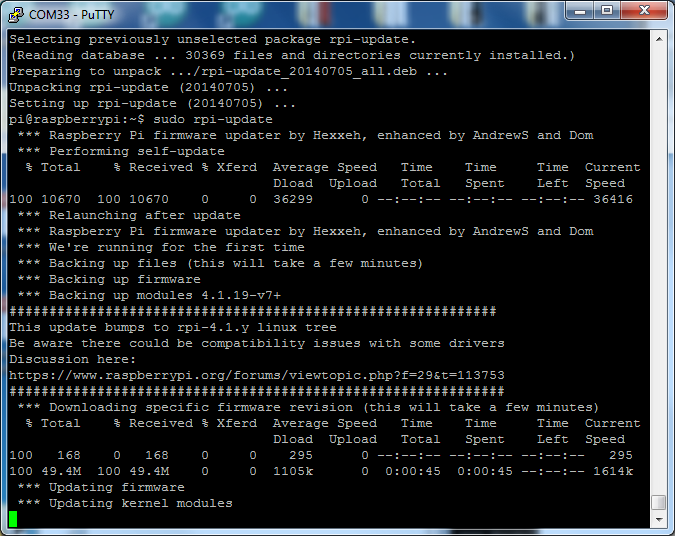 COM33 - PuTTY
Selecting previously unselected package rpi-update.
(Reading database ... 30369 files and directories currently installed.)
Preparing to unpack .../rpi-update_20140705_all.deb ...
Unpacking rpi-update (20140705) ...
Setting up rpi-update (20140705) ...
pi@raspberrypi:~$ sudo rpi-update
 *** Raspberry Pi firmware updater by Hexxeh, enhanced by AndrewS and Dom
 *** Performing self-update
  % Total    % Received % Xferd  Average Speed   Time    Time     Time  Current
                                 Dload  Upload   Total   Spent    Left  Speed
100 10670  100 10670    0     0  36299      0 --:--:-- --:--:-- --:--:-- 36416
 *** Relaunching after update
 *** Raspberry Pi firmware updater by Hexxeh, enhanced by AndrewS and Dom
 *** We're running for the first time
 *** Backing up files (this will take a few minutes)
 *** Backing up firmware
 *** Backing up modules 4.1.19-v7+
#############################################################
This update bumps to rpi-4.1.y linux tree
Be aware there could be compatibility issues with some drivers
Discussion here:
https://www.raspberrypi.org/forums/viewtopic.php?f=29&t=113753
##############################################################
 *** Downloading specific firmware revision (this will take a few minutes)
  % Total    % Received % Xferd  Average Speed   Time    Time     Time  Current
                                 Dload  Upload   Total   Spent    Left  Speed
100   168    0   168    0     0    295      0 --:--:-- --:--:-- --:--:--   295
100 49.4M  100 49.4M    0     0  1105k      0  0:00:45  0:00:45 --:--:-- 1614k
 *** Updating firmware
 *** Updating kernel modules